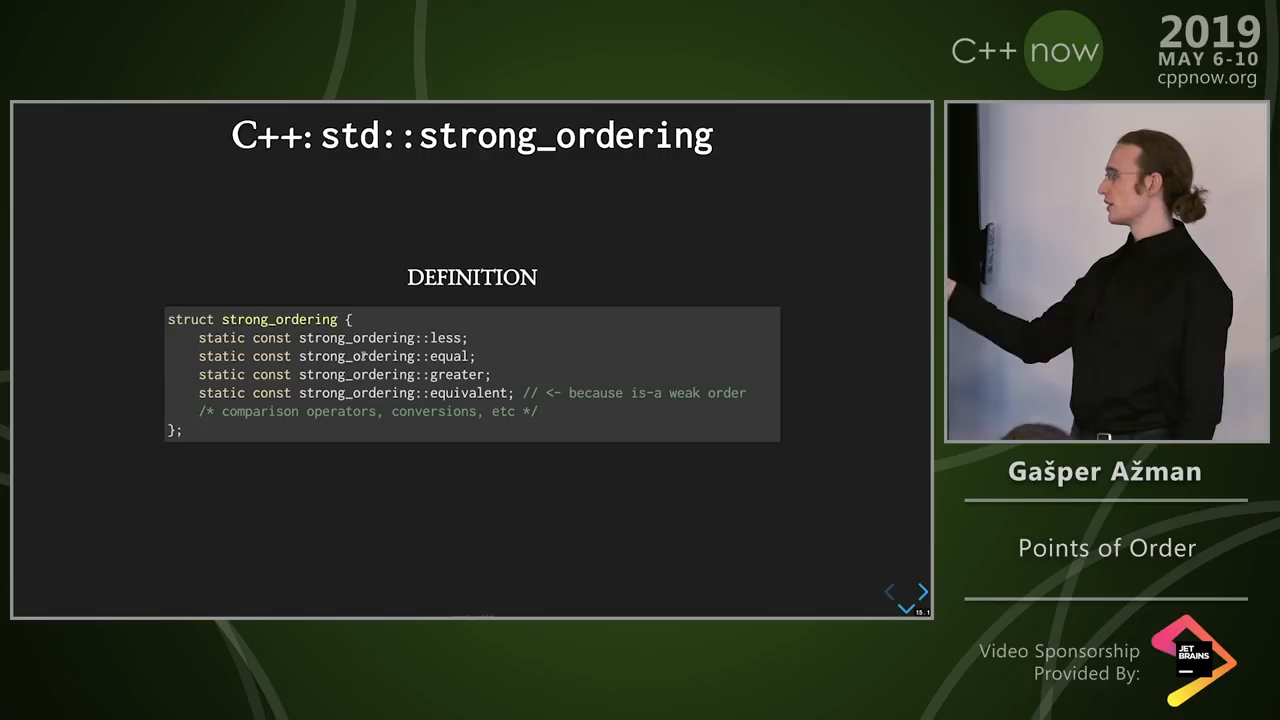 C++ now
2019
MAY 6-10
cppnow.org
C++: std::strong_ordering
DEFINITION
struct strong_ordering {
static const strong_ordering::less;
static const strong_ordering::equal;
static const strong_ordering::greater;
static const strong_ordering::equivalent; // <- because is-a weak order
/* comparison operators, conversions, etc */
};
15.1
Gašper Ažman
Points of Order
Video Sponsorship
Provided By:
JET
BRAINS